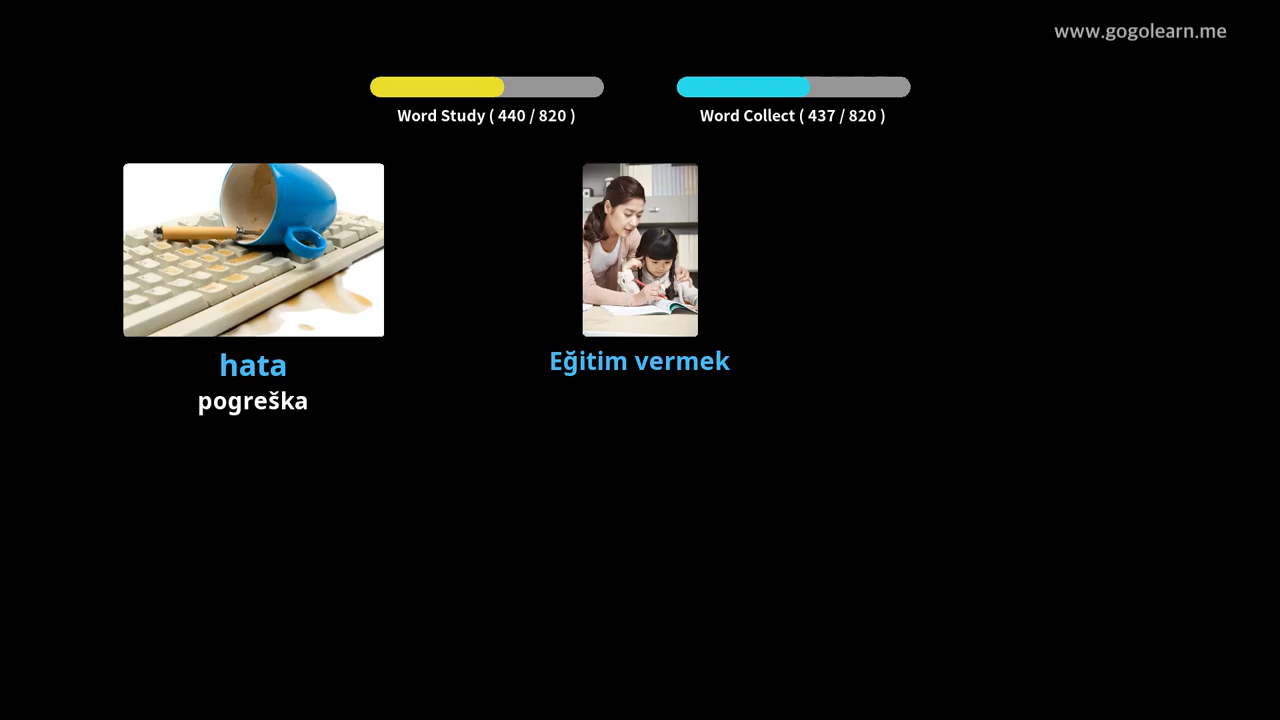 www.gogolearn.me
Word Study ( 440 / 820 )
Word Collect ( 437 / 820 )
hata
pogreška
Eğitim vermek